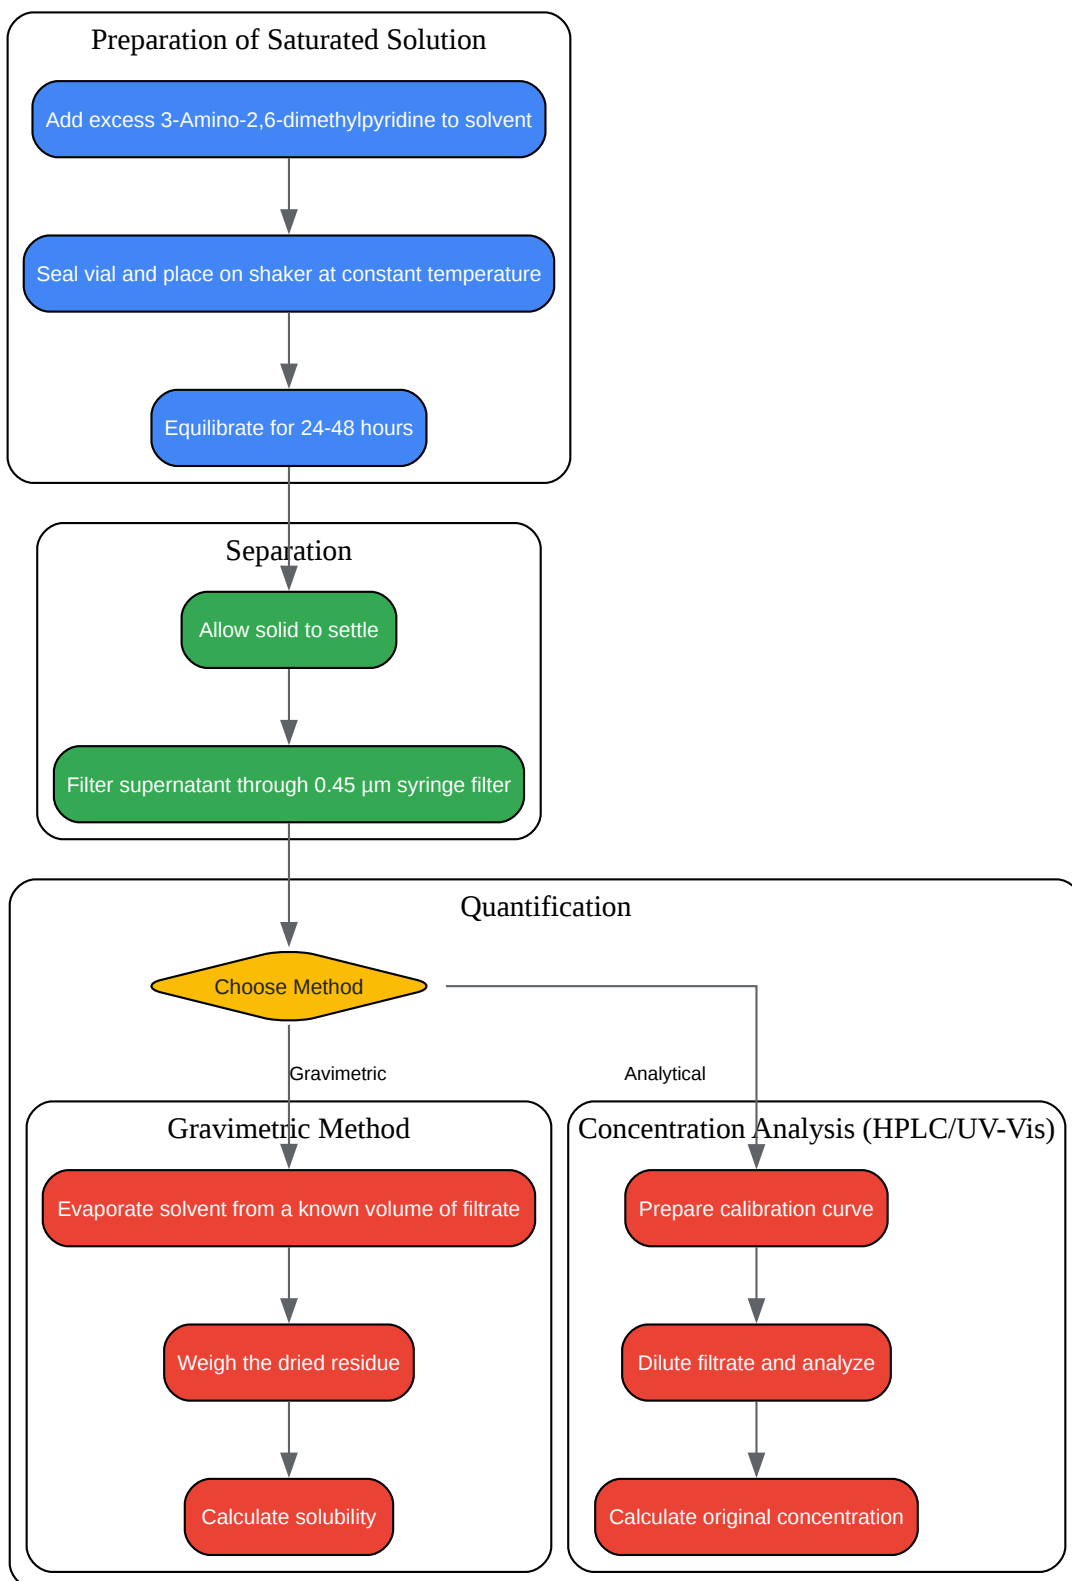 Preparation of Saturated Solution
Add excess 3-Amino-2,6-dimethylpyridine to solvent
Seal vial and place on shaker at constant temperature
Equilibrate for 24-48 hours
Separation
Allow solid to settle
Filter supernatant through 0.45 µm syringe filter
Quantification
Choose Method
Gravimetric
Analytical
Gravimetric Method
Evaporate solvent from a known volume of filtrate
Weigh the dried residue
Calculate solubility
Concentration Analysis (HPLC/UV-Vis)
Prepare calibration curve
Dilute filtrate and analyze
Calculate original concentration